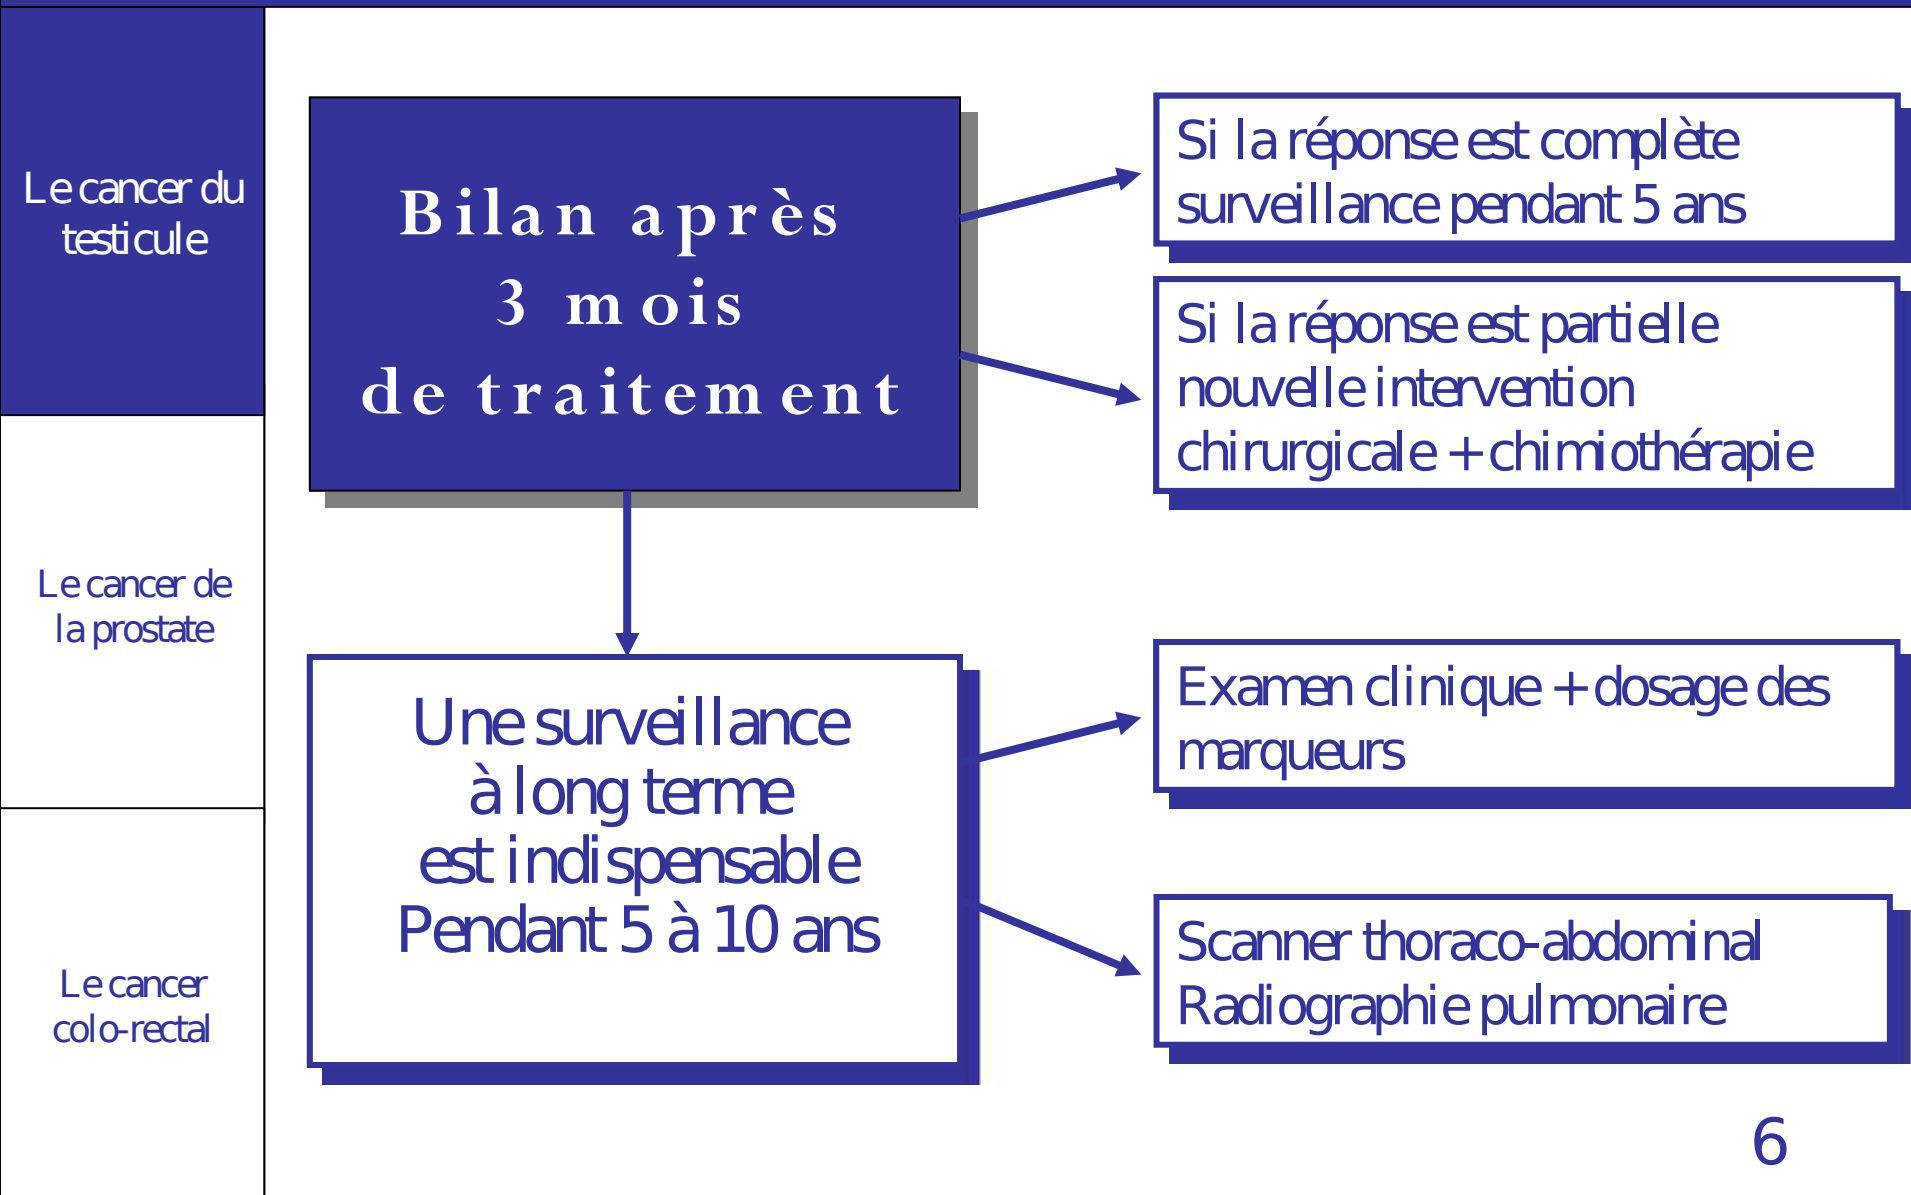 Le cancer du
testicule
Le cancer de
la prostate
Le cancer
colo-rectal
Bilan après
3 mois
de traitement
Si la réponse est complète
surveillance pendant 5 ans
Si la réponse est partielle
nouvelle intervention
chirurgicale + chimiothérapie
Une surveillance
à long terme
est indispensable
Pendant 5 à 10 ans
Examen clinique + dosage des
marqueurs
Scanner thoraco-abdominal
Radiographie pulmonaire
6